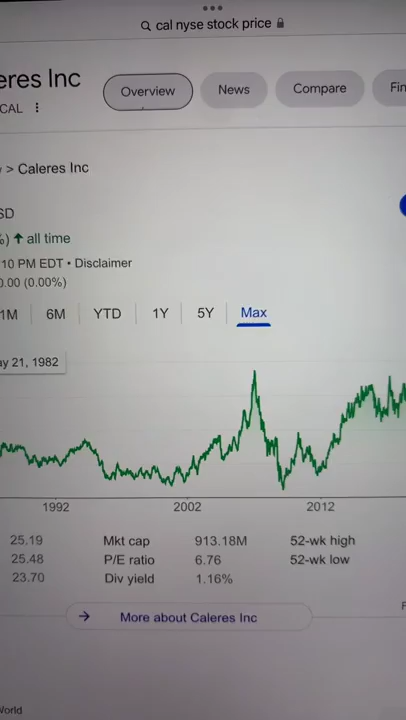 cal nyse stock price
eres Inc
Overview
News
Compare
Fin
CAL
> Caleres Inc
SD
%) ↑ all time
10 PM EDT • Disclaimer
0.00 (0.00%)
1M 6M YTD 1Y 5Y Max
ay 21, 1982
1992 2002 2012
25.19 Mkt cap 913.18M 52-wk high
25.48 P/E ratio 6.76 52-wk low
23.70 Div yield 1.16%
→ More about Caleres Inc
World